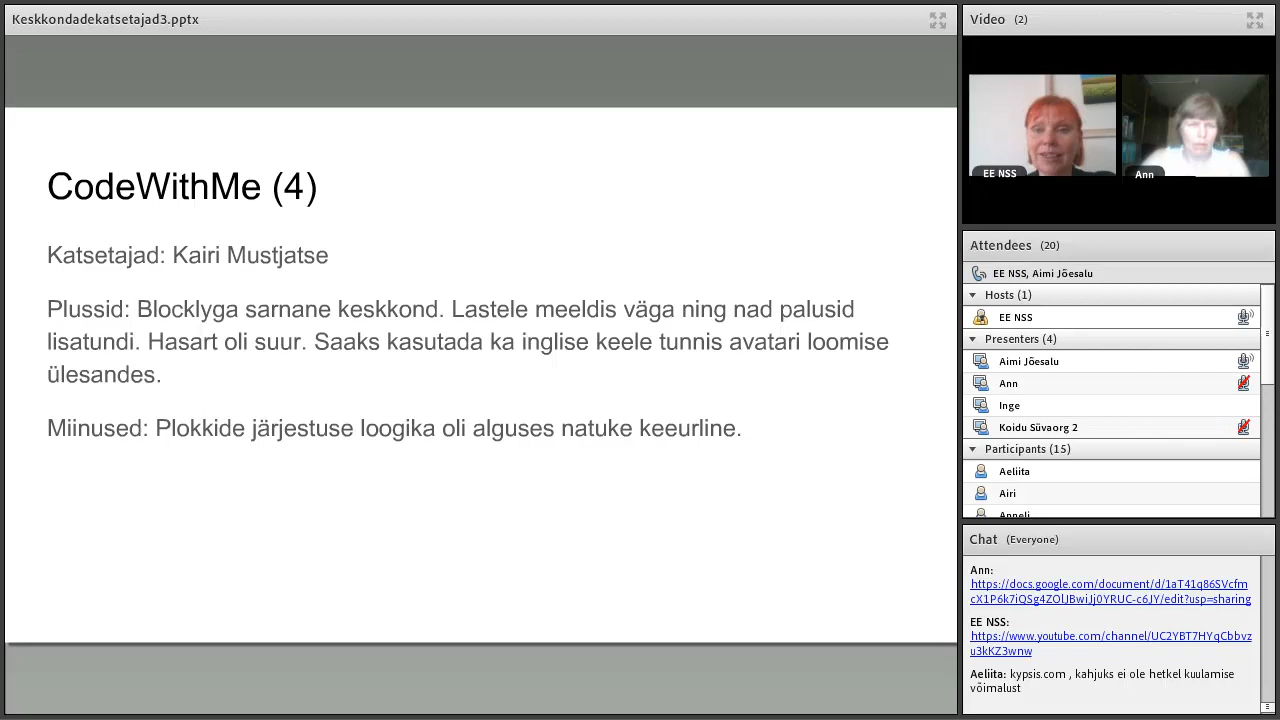 Keskkondadekatsetajad3.pptx
CodeWithMe (4)
Katsetajad: Kairi Mustjatse
Plussid: Blocklyga sarnane keskkond. Lastele meeldis väga ning nad palusid
lisatundi. Hasart oli suur. Saaks kasutada ka inglise keele tunnis avatari loomise
ülesandes.
Miinused: Plokkide järjestuse loogika oli alguses natuke keeurline.
Video (2)
EE NSS
Ann
Attendees (20)
EE NSS, Aimi Jõesalu
Hosts (1)
EE NSS
Presenters (4)
Aimi Jõesalu
Ann
Inge
Koidu Süvaorg 2
Participants (15)
Aeliita
Airi
Anneli
Chat (Everyone)
Ann:
https://docs.google.com/document/d/1aT41q86SVcfm
cX1P6k7iQSg4ZOlJBwiJj0YRUC-c6JY/edit?usp=sharing
EE NSS:
https://www.youtube.com/channel/UC2YBT7HYqCbbvz
u3kKZ3wnw
Aeliita: kypsis.com , kahjuks ei ole hetkel kuulamise
võimalust